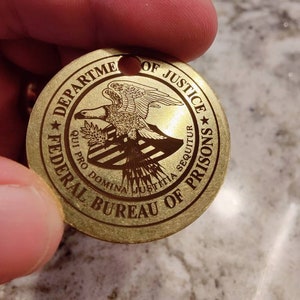 DEPARTME OF JUSTICE
QUI PRO DOMINA JUSTITIA SEQUITUR
FEDERAL BUREAU OF PRISONS